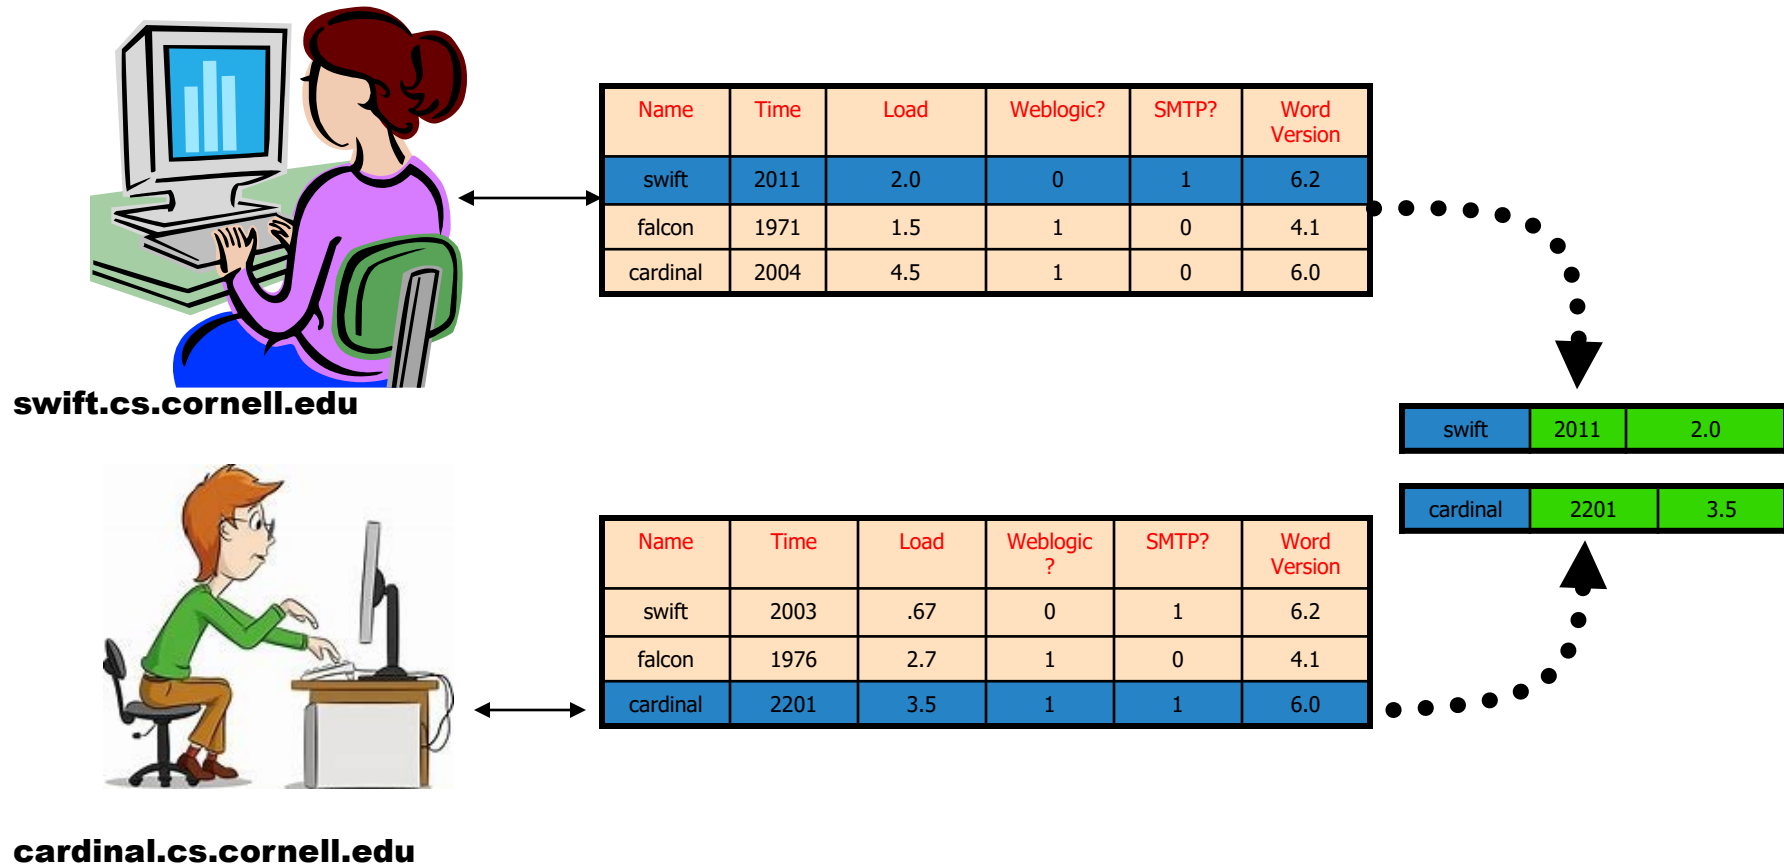 Name Time Load Weblogic? SMTP? Word
Version
swift 2011 2.0 0 1 6.2
falcon 1971 1.5 1 0 4.1
cardinal 2004 4.5 1 0 6.0
swift.cs.cornell.edu
swift 2011 2.0
cardinal 2201 3.5
Name Time Load Weblogic SMTP? Word
? Version
swift 2003 .67 0 1 6.2
falcon 1976 2.7 1 0 4.1
cardinal 2201 3.5 1 1 6.0
cardinal.cs.cornell.edu